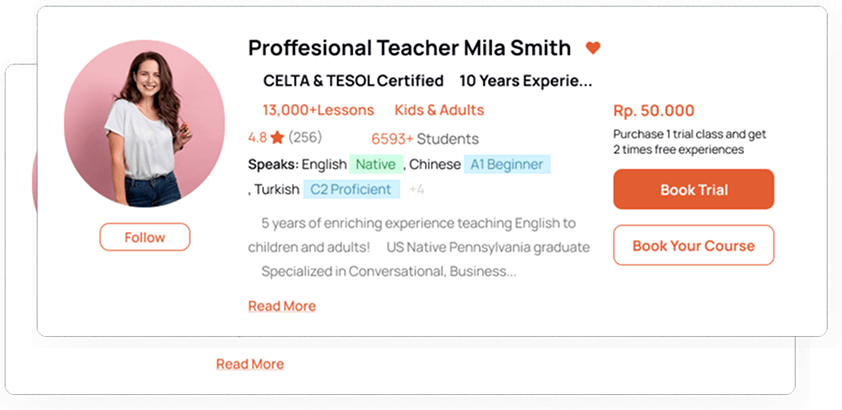 Proffesional Teacher Mila Smith
CELTA & TESOL Certified 10 Years Experie...
13,000+Lessons Kids & Adults
4.8 (256) 6593+ Students
Speaks: English Native , Chinese A1 Beginner
, Turkish C2 Proficient +4
5 years of enriching experience teaching English to
children and adults! US Native Pennsylvania graduate
Specialized in Conversational, Business...
Read More
Follow
Rp. 50.000
Purchase 1 trial class and get
2 times free experiences
Book Trial
Book Your Course
Read More